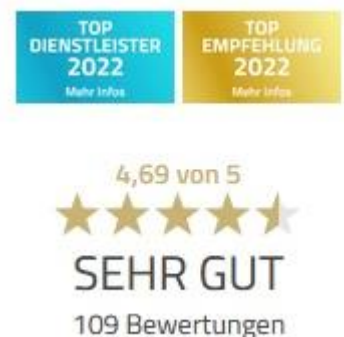 TOP
DIENSTLEISTER
2022
Mehr Infos
TOP
EMPFEHLUNG
2022
Mehr Infos
4,69 von 5
SEHR GUT
109 Bewertungen